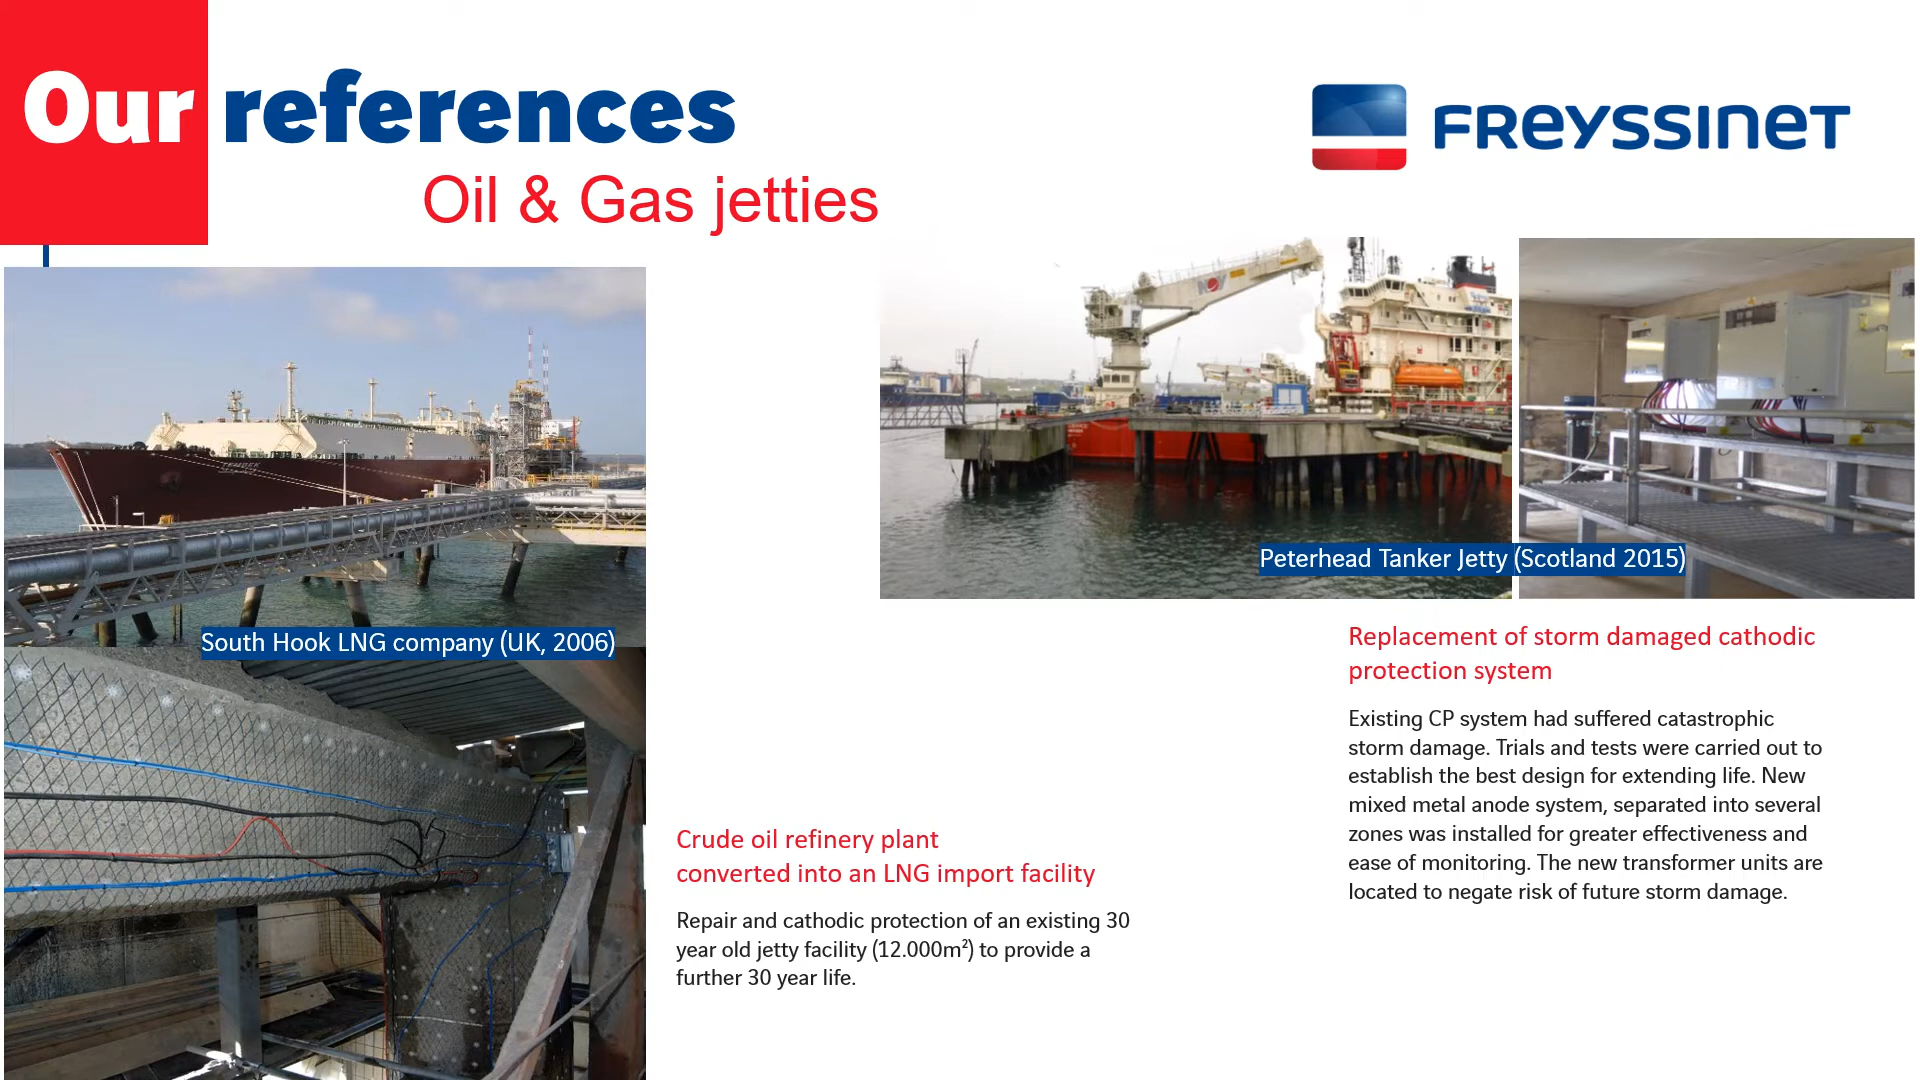 Our references
FREYSSINET
Oil & Gas jetties
NOV
TEMBEK
South Hook LNG company (UK, 2006)
Peterhead Tanker Jetty (Scotland 2015)
Crude oil refinery plant
converted into an LNG import facility
Repair and cathodic protection of an existing 30
year old jetty facility (12.000m²) to provide a
further 30 year life.
Replacement of storm damaged cathodic
protection system
Existing CP system had suffered catastrophic
storm damage. Trials and tests were carried out to
establish the best design for extending life. New
mixed metal anode system, separated into several
zones was installed for greater effectiveness and
ease of monitoring. The new transformer units are
located to negate risk of future storm damage.